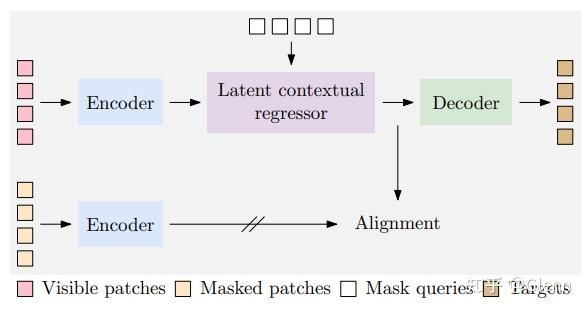 Encoder
Latent contextual
regressor
Decoder
Encoder
Alignment
Visible patches
Masked patches
Mask queries
Targets
知乎 @Glenn